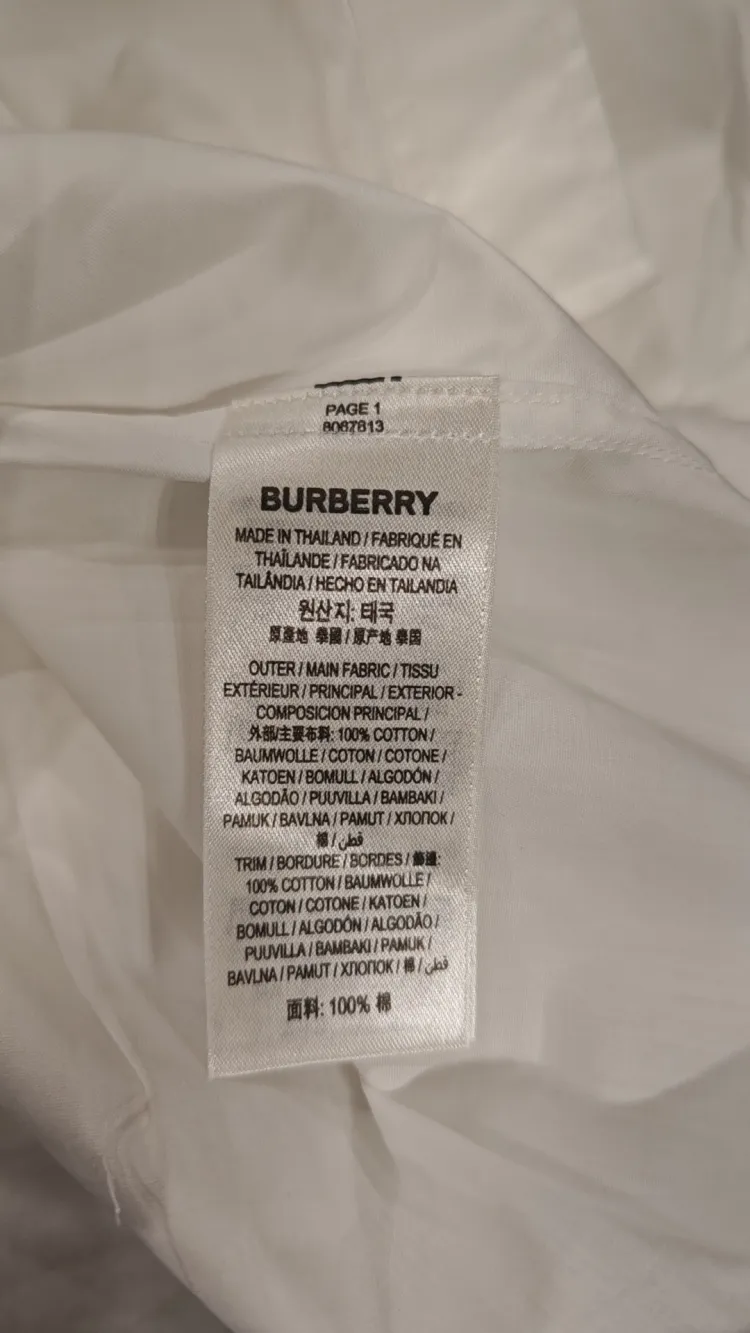 PAGE 1
8067813
BURBERRY
MADE IN THAILAND / FABRIQUÉ EN
THAÏLANDE / FABRICADO NA
TAILÂNDIA / HECHO EN TAILANDIA
원산지: 태국
原產地 泰國 / 原产地 泰国
OUTER / MAIN FABRIC / TISSU
EXTÉRIEUR / PRINCIPAL / EXTERIOR -
COMPOSICION PRINCIPAL /
外部/主要布料: 100% COTTON /
BAUMWOLLE / COTON / COTONE /
KATOEN / BOMULL / ALGODÓN /
ALGODÃO / PUUVILLA / BAMBAKI /
PAMUK / BAVLNA / PAMUT / ХЛОПОК /
棉 / قطن
TRIM / BORDURE / BORDES / 飾邊:
100% COTTON / BAUMWOLLE /
COTON / COTONE / KATOEN /
BOMULL / ALGODÓN / ALGODÃO /
PUUVILLA / BAMBAKI / PAMUK /
BAVLNA / PAMUT / ХЛОПОК / 棉 / قطن
面料: 100% 棉